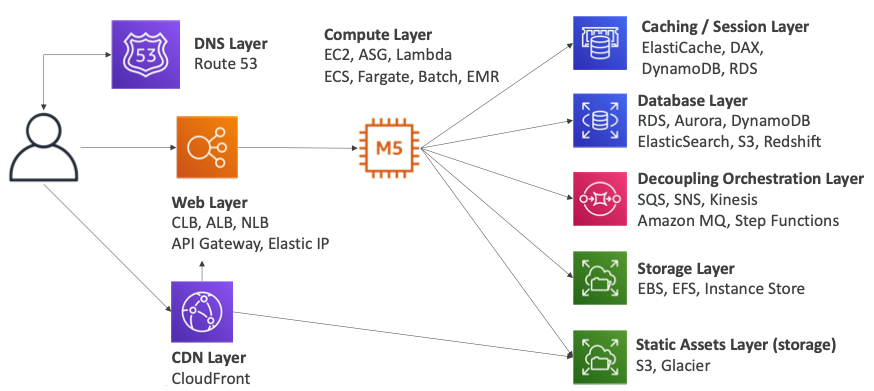 53
DNS Layer
Route 53
Compute Layer
EC2, ASG, Lambda
ECS, Fargate, Batch, EMR
M5
Web Layer
CLB, ALB, NLB
API Gateway, Elastic IP
CDN Layer
CloudFront
Caching / Session Layer
ElastiCache, DAX,
DynamoDB, RDS
Database Layer
RDS, Aurora, DynamoDB
ElasticSearch, S3, Redshift
Decoupling Orchestration Layer
SQS, SNS, Kinesis
Amazon MQ, Step Functions
Storage Layer
EBS, EFS, Instance Store
Static Assets Layer (storage)
S3, Glacier